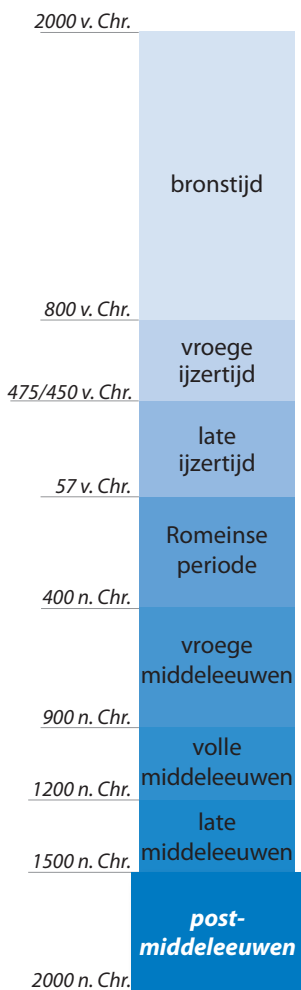 2000 v. Chr.
bronstijd
800 v. Chr.
vroege
ijzertijd
475/450 v. Chr.
late
ijzertijd
57 v. Chr.
Romeinse
periode
400 n. Chr.
vroege
middeleeuwen
900 n. Chr.
volle
middeleeuwen
1200 n. Chr.
late
middeleeuwen
1500 n. Chr.
post-
middeleeuwen
2000 n. Chr.